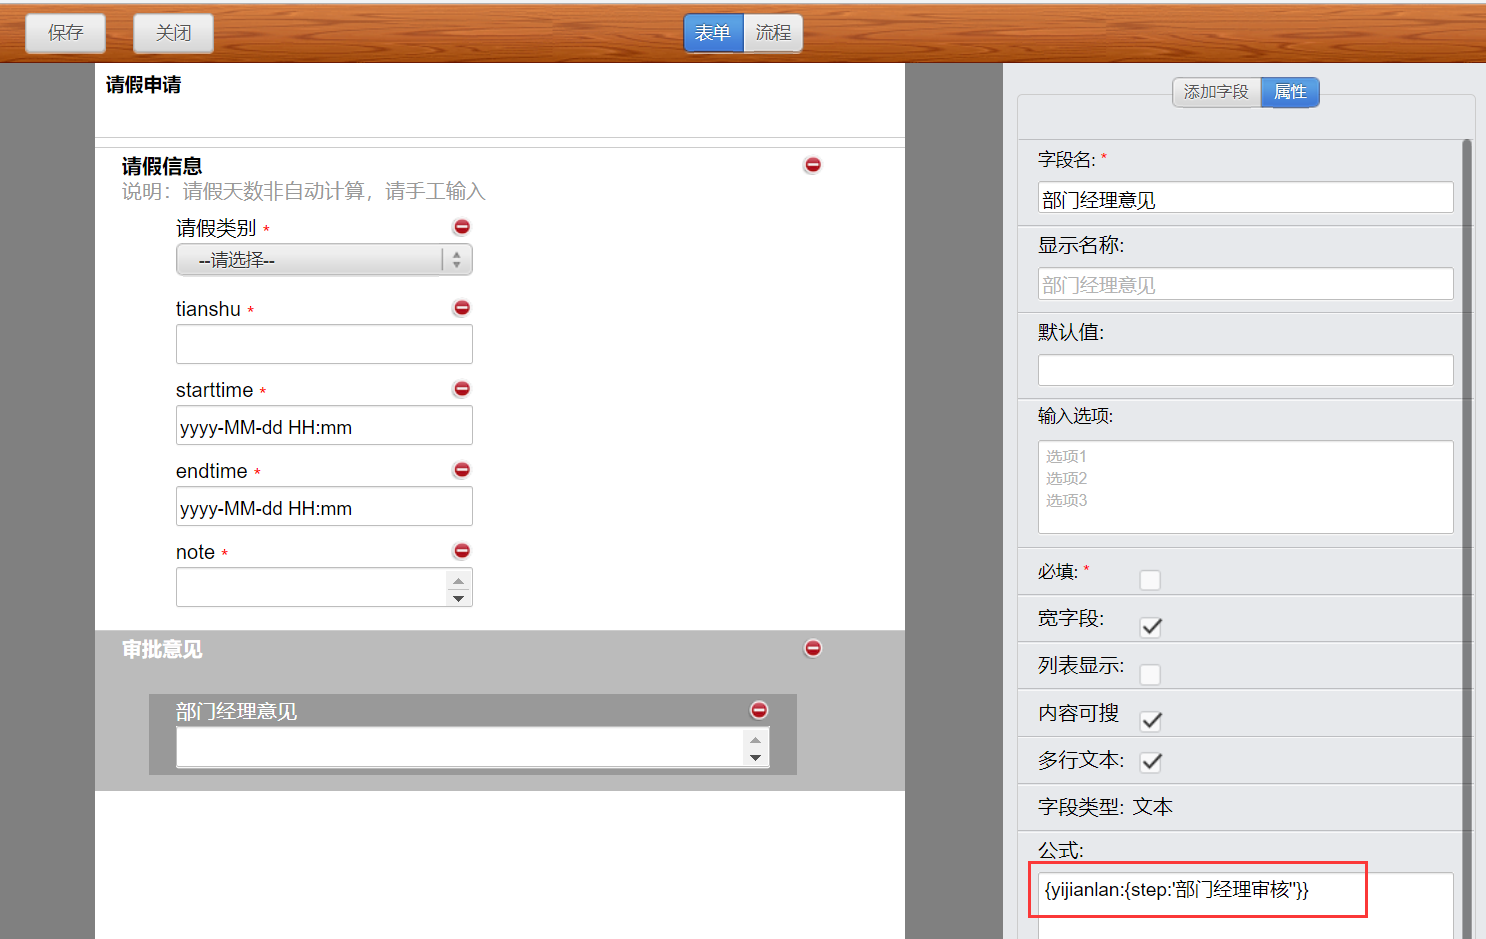 保存
关闭
表单
流程
请假申请
请假信息
说明：请假天数非自动计算，请手工输入
请假类别 *
--请选择--
tianshu *
starttime *
yyyy-MM-dd HH:mm
endtime *
yyyy-MM-dd HH:mm
note *
审批意见
部门经理意见
添加字段
属性
字段名: *
部门经理意见
显示名称:
部门经理意见
默认值:
输入选项:
选项1
选项2
选项3
必填: *
宽字段:
列表显示:
内容可搜
多行文本:
字段类型: 文本
公式:
{yijianlan:{step:'部门经理审核"}}